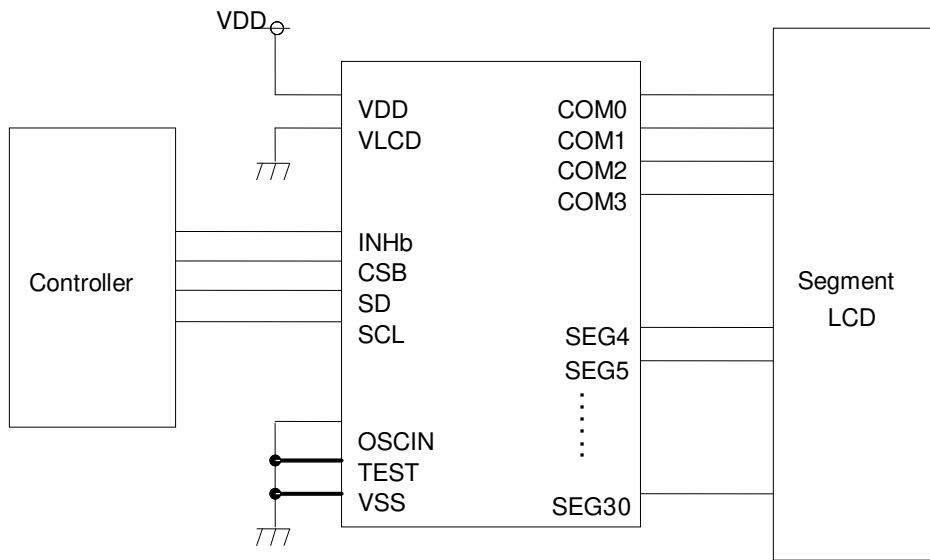 VDD
VDD
VLCD
INHb
CSB
SD
SCL
OSCIN
TEST
VSS
COM0
COM1
COM2
COM3
SEG4
SEG5
SEG30
Controller
Segment
LCD